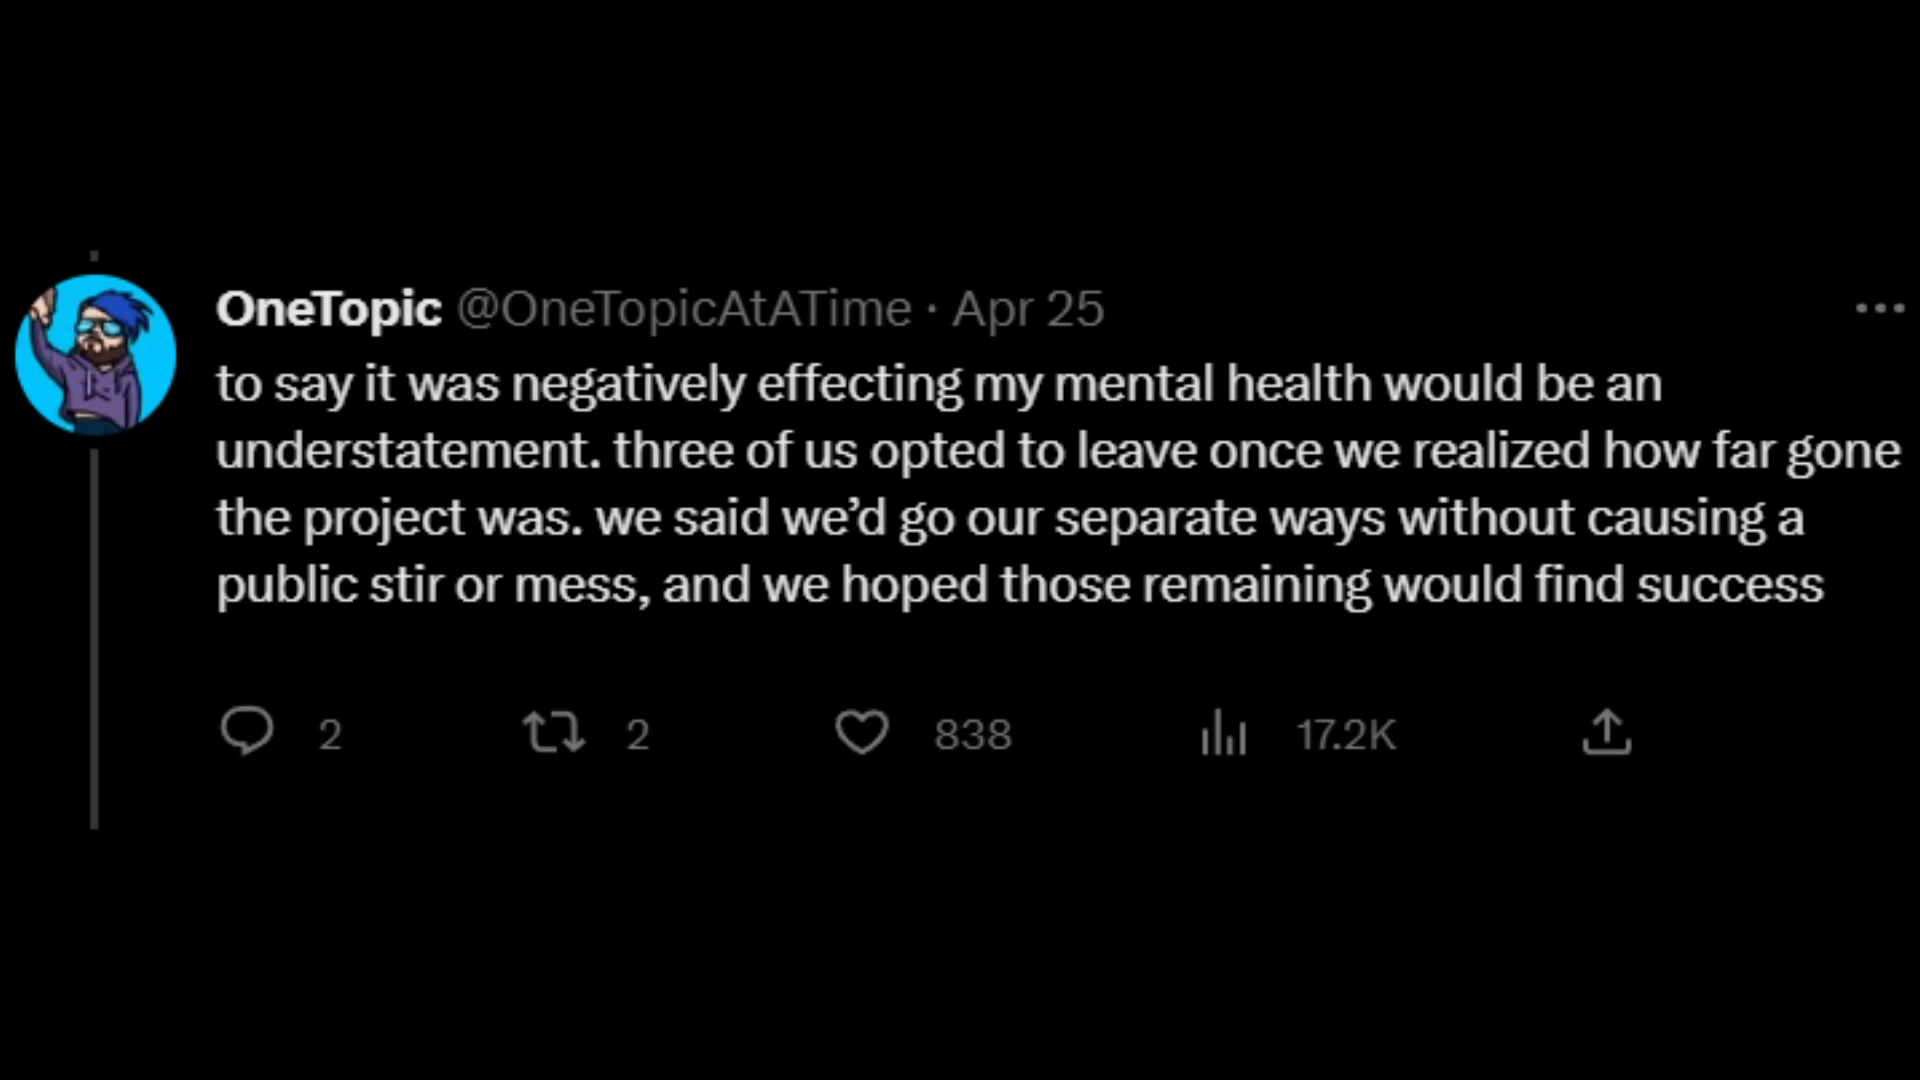 OneTopic @OneTopicAtATime · Apr 25
to say it was negatively effecting my mental health would be an
understatement. three of us opted to leave once we realized how far gone
the project was. we said we’d go our separate ways without causing a
public stir or mess, and we hoped those remaining would find success
2 2 838 17.2K